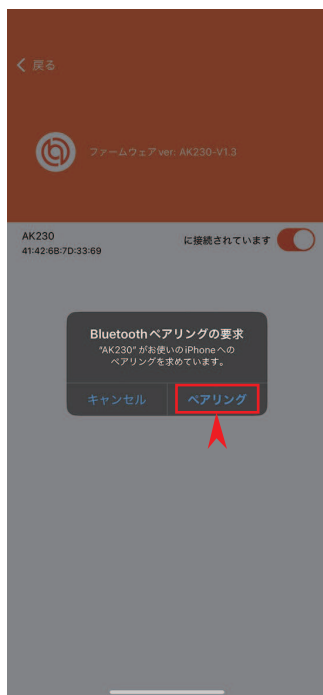 戻る
ファームウェア ver: AK230-V1.3
AK230
に接続されています
41:42:6B:7D:33:69
Bluetoothペアリングの要求
"AK230" がお使いのiPhoneへの
ペアリングを求めています。
キャンセル
ペアリング